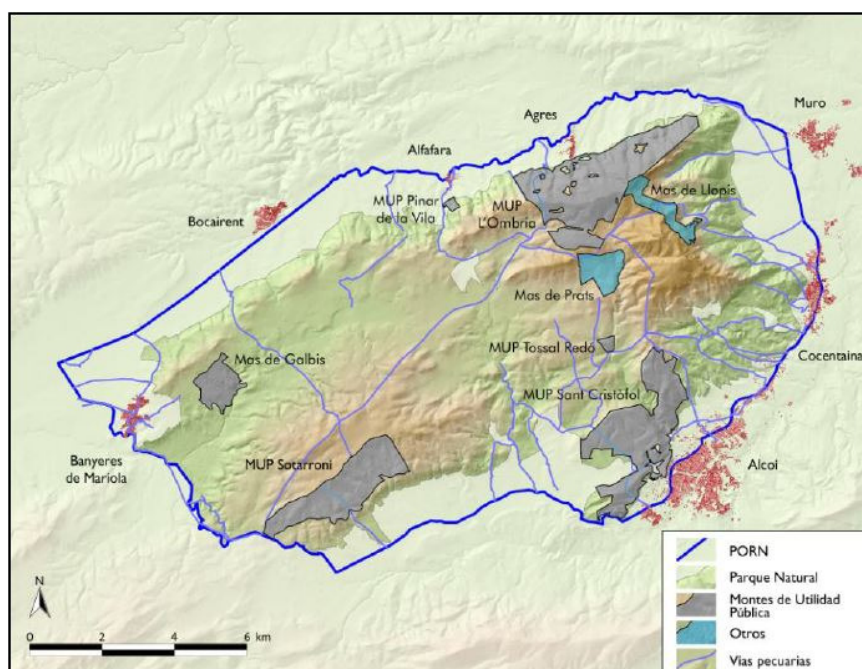 Muro
Agres
Alfafara
Mas de Llopis
MUP Pinar
de la Vila
MUP
L'Ombria
Bocairent
Mas de Prats
MUP Tossal Redó
Mas de Galbis
Cocentaina
MUP Sant Cristòfol
MUP Sotarroni
Alcoi
Banyeres
de Mariola
PORN
Parque Natural
Montes de Utilidad
Pública
Otros
Vías pecuarias
N
0 2 4 6 km